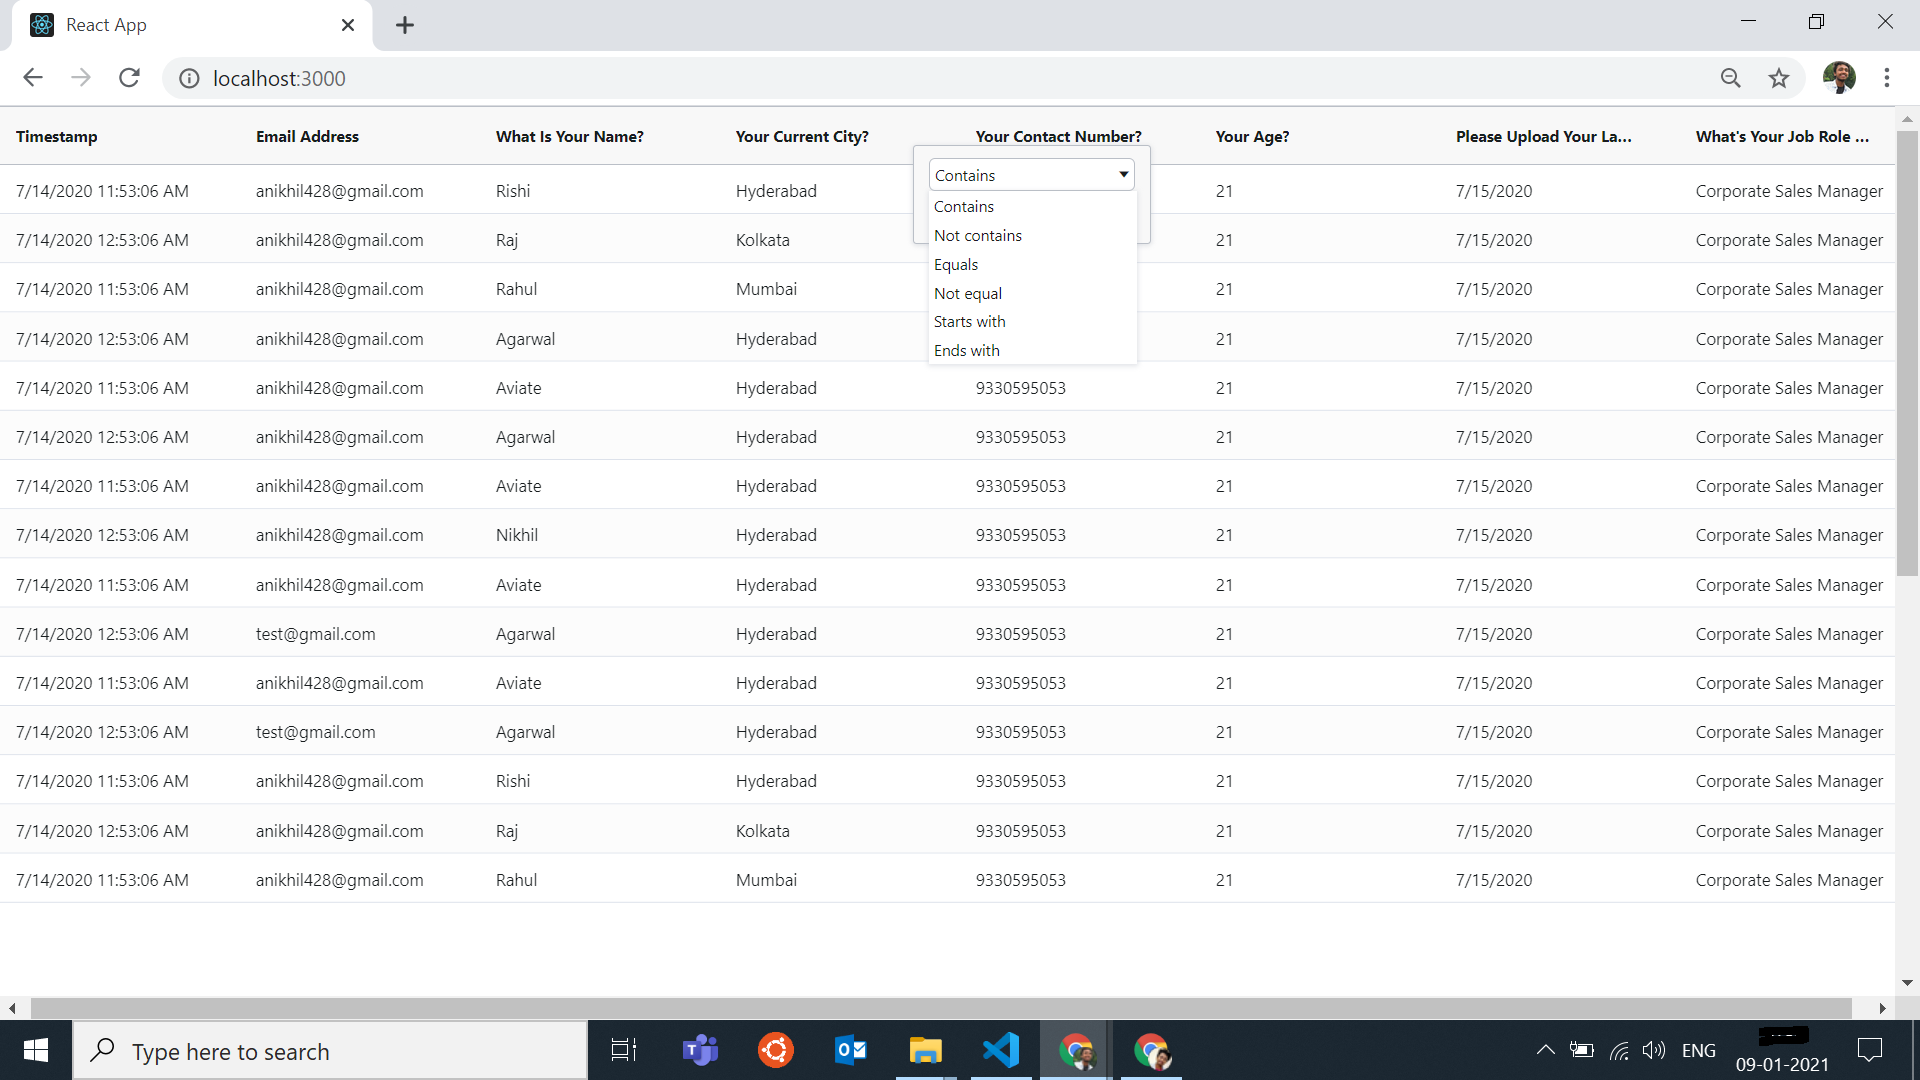 React App
localhost:3000
Timestamp Email Address What Is Your Name? Your Current City? Your Contact Number? Your Age? Please Upload Your La... What's Your Job Role ...
Contains
Contains
Not contains
Equals
Not equal
Starts with
Ends with
7/14/2020 11:53:06 AM anikhil428@gmail.com Rishi Hyderabad 21 7/15/2020 Corporate Sales Manager
7/14/2020 12:53:06 AM anikhil428@gmail.com Raj Kolkata 21 7/15/2020 Corporate Sales Manager
7/14/2020 11:53:06 AM anikhil428@gmail.com Rahul Mumbai 21 7/15/2020 Corporate Sales Manager
7/14/2020 12:53:06 AM anikhil428@gmail.com Agarwal Hyderabad 21 7/15/2020 Corporate Sales Manager
7/14/2020 11:53:06 AM anikhil428@gmail.com Aviate Hyderabad 9330595053 21 7/15/2020 Corporate Sales Manager
7/14/2020 12:53:06 AM anikhil428@gmail.com Agarwal Hyderabad 9330595053 21 7/15/2020 Corporate Sales Manager
7/14/2020 11:53:06 AM anikhil428@gmail.com Aviate Hyderabad 9330595053 21 7/15/2020 Corporate Sales Manager
7/14/2020 12:53:06 AM anikhil428@gmail.com Nikhil Hyderabad 9330595053 21 7/15/2020 Corporate Sales Manager
7/14/2020 11:53:06 AM anikhil428@gmail.com Aviate Hyderabad 9330595053 21 7/15/2020 Corporate Sales Manager
7/14/2020 12:53:06 AM test@gmail.com Agarwal Hyderabad 9330595053 21 7/15/2020 Corporate Sales Manager
7/14/2020 11:53:06 AM anikhil428@gmail.com Aviate Hyderabad 9330595053 21 7/15/2020 Corporate Sales Manager
7/14/2020 12:53:06 AM test@gmail.com Agarwal Hyderabad 9330595053 21 7/15/2020 Corporate Sales Manager
7/14/2020 11:53:06 AM anikhil428@gmail.com Rishi Hyderabad 9330595053 21 7/15/2020 Corporate Sales Manager
7/14/2020 12:53:06 AM anikhil428@gmail.com Raj Kolkata 9330595053 21 7/15/2020 Corporate Sales Manager
7/14/2020 11:53:06 AM anikhil428@gmail.com Rahul Mumbai 9330595053 21 7/15/2020 Corporate Sales Manager
Type here to search
ENG
09-01-2021